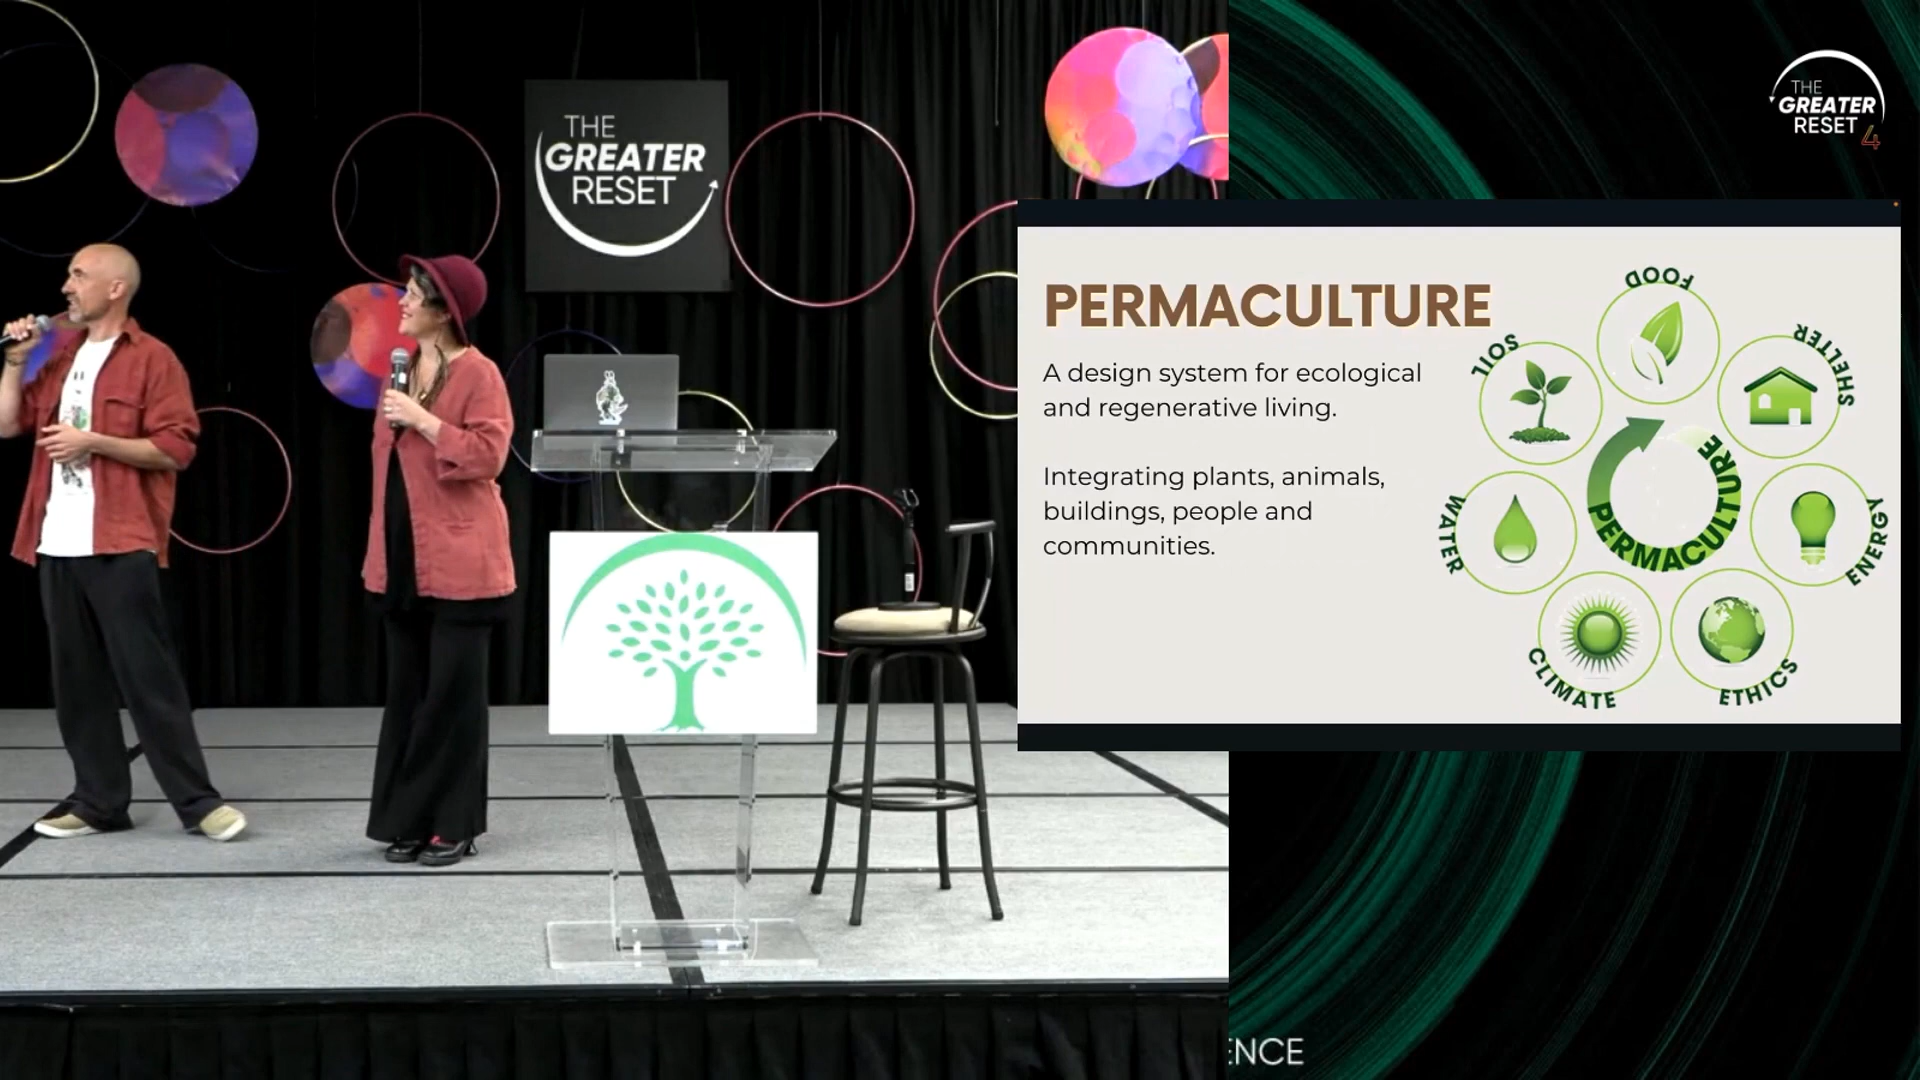 THE
GREATER
RESET
THE
GREATER
RESET 4
PERMACULTURE
A design system for ecological
and regenerative living.
Integrating plants, animals,
buildings, people and
communities.
FOOD
SHELTER
ENERGY
ETHICS
CLIMATE
WATER
SOIL
PERMACULTURE
ENCE